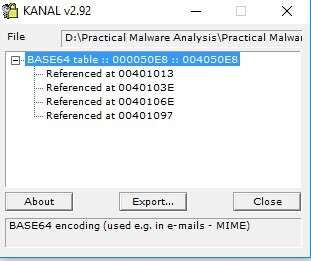 KANAL v2.92
File D:\Practical Malware Analysis\Practical Malwar
BASE64 table :: 000050E8 :: 004050E8
Referenced at 00401013
Referenced at 0040103E
Referenced at 0040106E
Referenced at 00401097
About Export... Close
BASE64 encoding (used e.g. in e-mails - MIME)